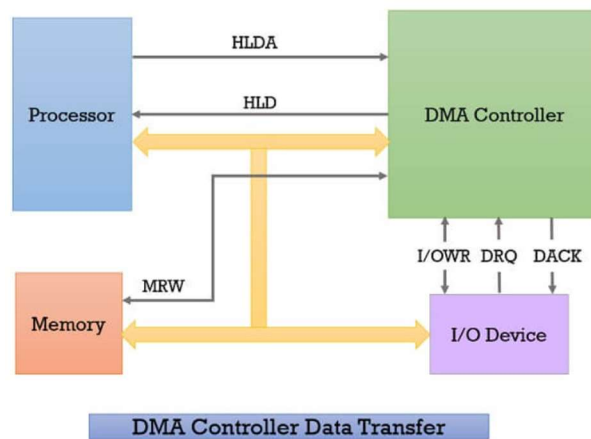 HLDA
Processor
HLD
DMA Controller
I/OWR DRQ DACK
MRW
Memory
I/O Device
DMA Controller Data Transfer